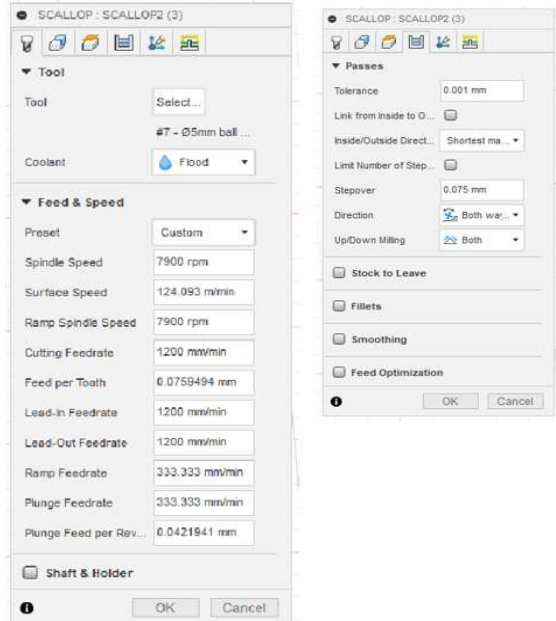 SCALLOP : SCALLOP2 (3)
Tool
Tool
Select...
#7 - Ø5mm ball ...
Coolant
Flood
Feed & Speed
Preset
Custom
Spindle Speed
7900 rpm
Surface Speed
124.093 m/min
Ramp Spindle Speed
7900 rpm
Cutting Feedrate
1200 mm/min
Feed per Tooth
0.0759494 mm
Lead-In Feedrate
1200 mm/min
Lead-Out Feedrate
1200 mm/min
Ramp Feedrate
333.333 mm/min
Plunge Feedrate
333.333 mm/min
Plunge Feed per Rev...
0.0421941 mm
Shaft & Holder
OK
Cancel
SCALLOP : SCALLOP2 (3)
Passes
Tolerance
0.001 mm
Link from Inside to O...
Inside/Outside Direct...
Shortest ma...
Limit Number of Step...
Stepover
0.075 mm
Direction
Both way...
Up/Down Milling
Both
Stock to Leave
Fillets
Smoothing
Feed Optimization
OK
Cancel